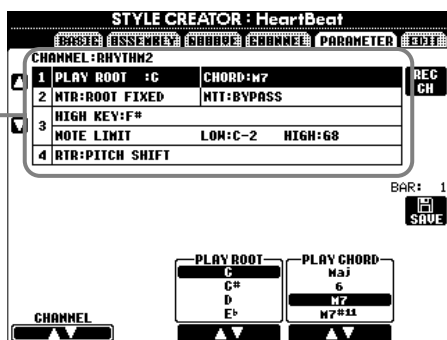 STYLE CREATOR : HeartBeat
BASIC ASSEMBLY GROOVE CHANNEL PARAMETER EDIT
CHANNEL:RHYTHM2
1 PLAY ROOT :C CHORD:M7
REC CH
2 NTR:ROOT FIXED NTT:BYPASS
3 HIGH KEY:F#
NOTE LIMIT LOW:C-2 HIGH:G8
4 RTR:PITCH SHIFT
BAR: 1
SAVE
PLAY ROOT PLAY CHORD
C Maj
C# 6
D M7
E♭ M7#11
CHANNEL